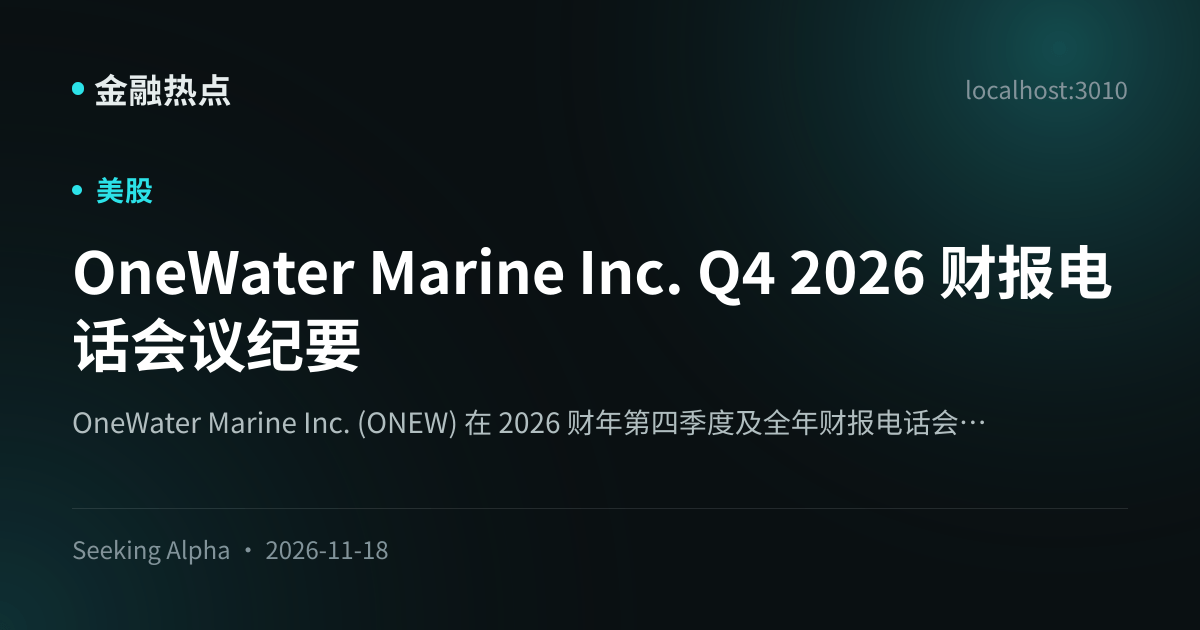 金融热点
localhost:3010
美股
OneWater Marine Inc. Q4 2026 财报电
话会议纪要
OneWater Marine Inc. (ONEW) 在 2026 财年第四季度及全年财报电话会…
Seeking Alpha · 2026-11-18